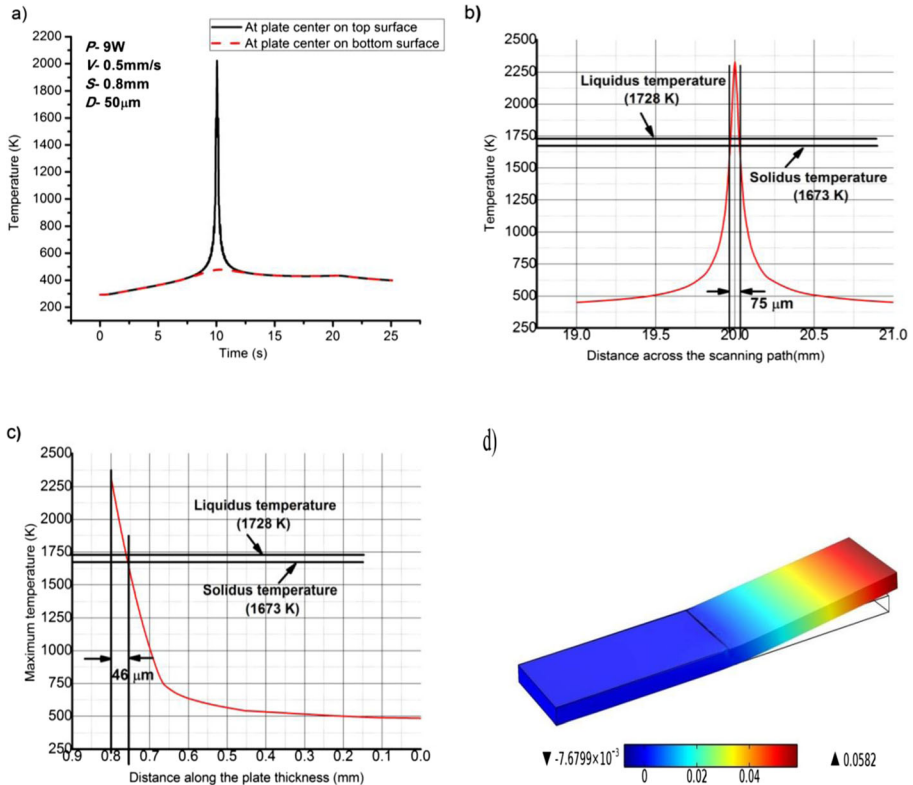 a)
At plate center on top surface
At plate center on bottom surface
P- 9W
V- 0.5mm/s
S- 0.8mm
D- 50µm
2200
2000
1800
1600
1400
1200
1000
800
600
400
200
Temperature (K)
0 5 10 15 20 25
Time (s)
b)
2500
2250
2000
1750
1500
1250
1000
750
500
250
Temperature (K)
Liquidus temperature
(1728 K)
Solidus temperature
(1673 K)
75 µm
19.0 19.5 20.0 20.5 21.0
Distance across the scanning path(mm)
c)
2500
2250
2000
1750
1500
1250
1000
750
500
250
Maximum temperature (K)
Liquidus temperature
(1728 K)
Solidus temperature
(1673 K)
46 µm
0.9 0.8 0.7 0.6 0.5 0.4 0.3 0.2 0.1 0.0
Distance along the plate thickness (mm)
d)
▼ -7.6799×10⁻³
0 0.02 0.04
▲ 0.0582